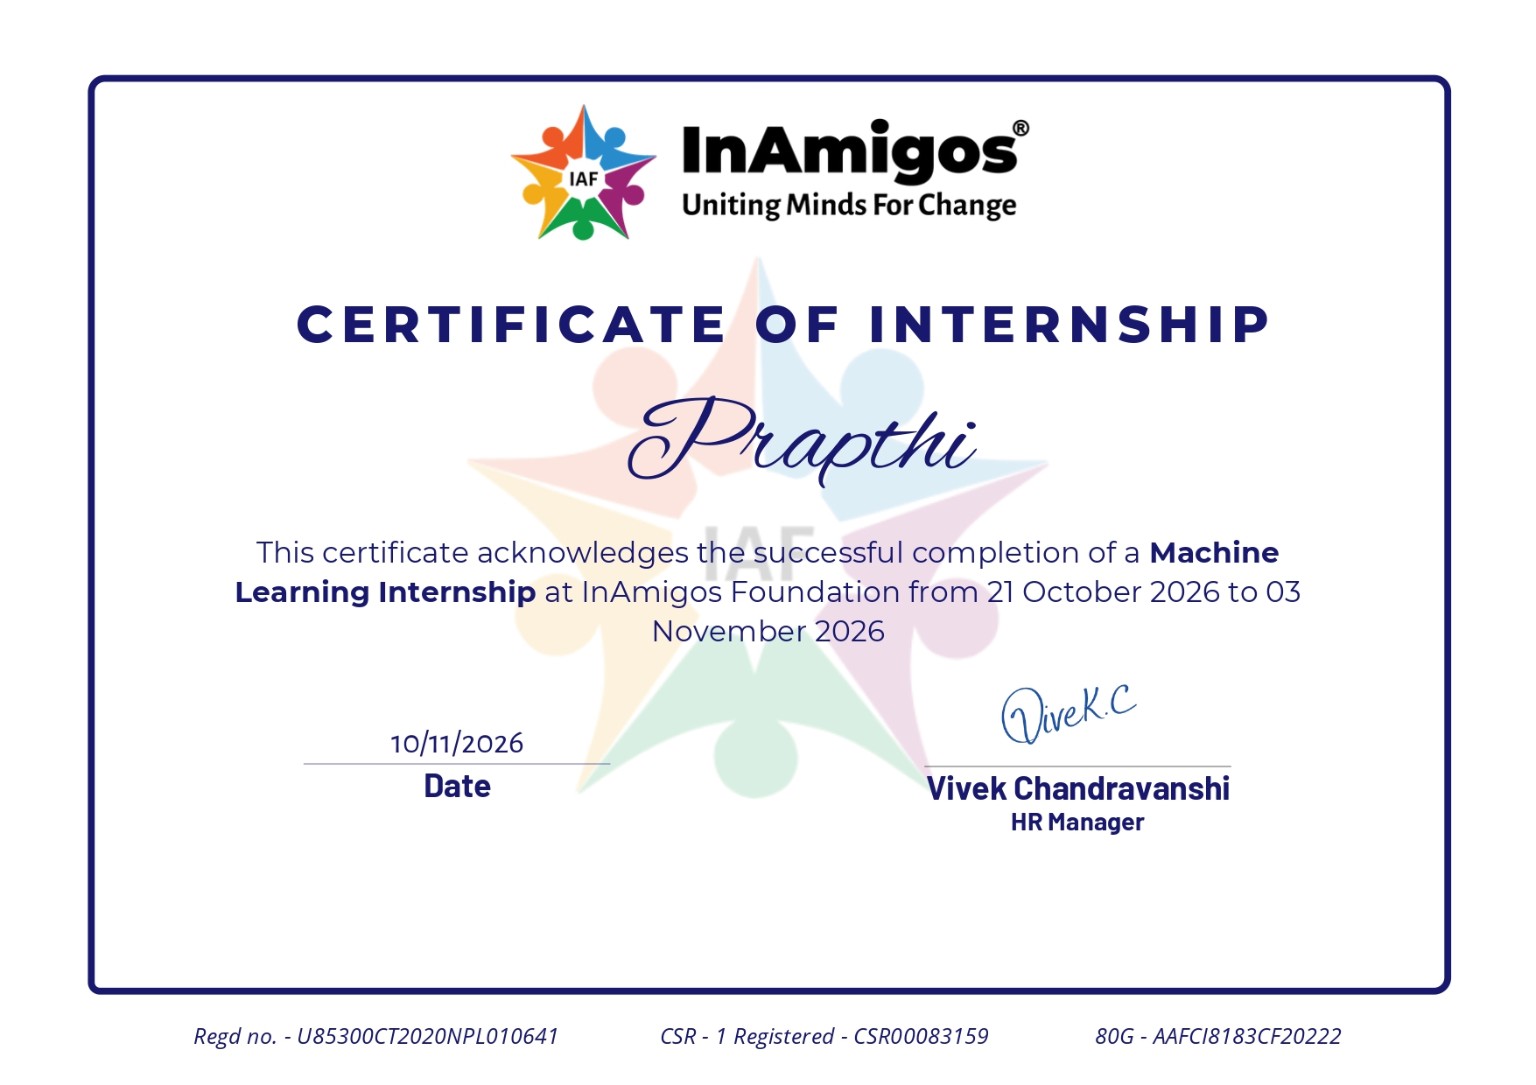 IAF
InAmigos®
Uniting Minds For Change
CERTIFICATE OF INTERNSHIP
Prapthi
IAF
This certificate acknowledges the successful completion of a Machine
Learning Internship at InAmigos Foundation from 21 October 2026 to 03
November 2026
10/11/2026
Date
Vivek.C
Vivek Chandravanshi
HR Manager
Regd no. - U85300CT2020NPL010641
CSR - 1 Registered - CSR00083159
80G - AAFCI8183CF20222